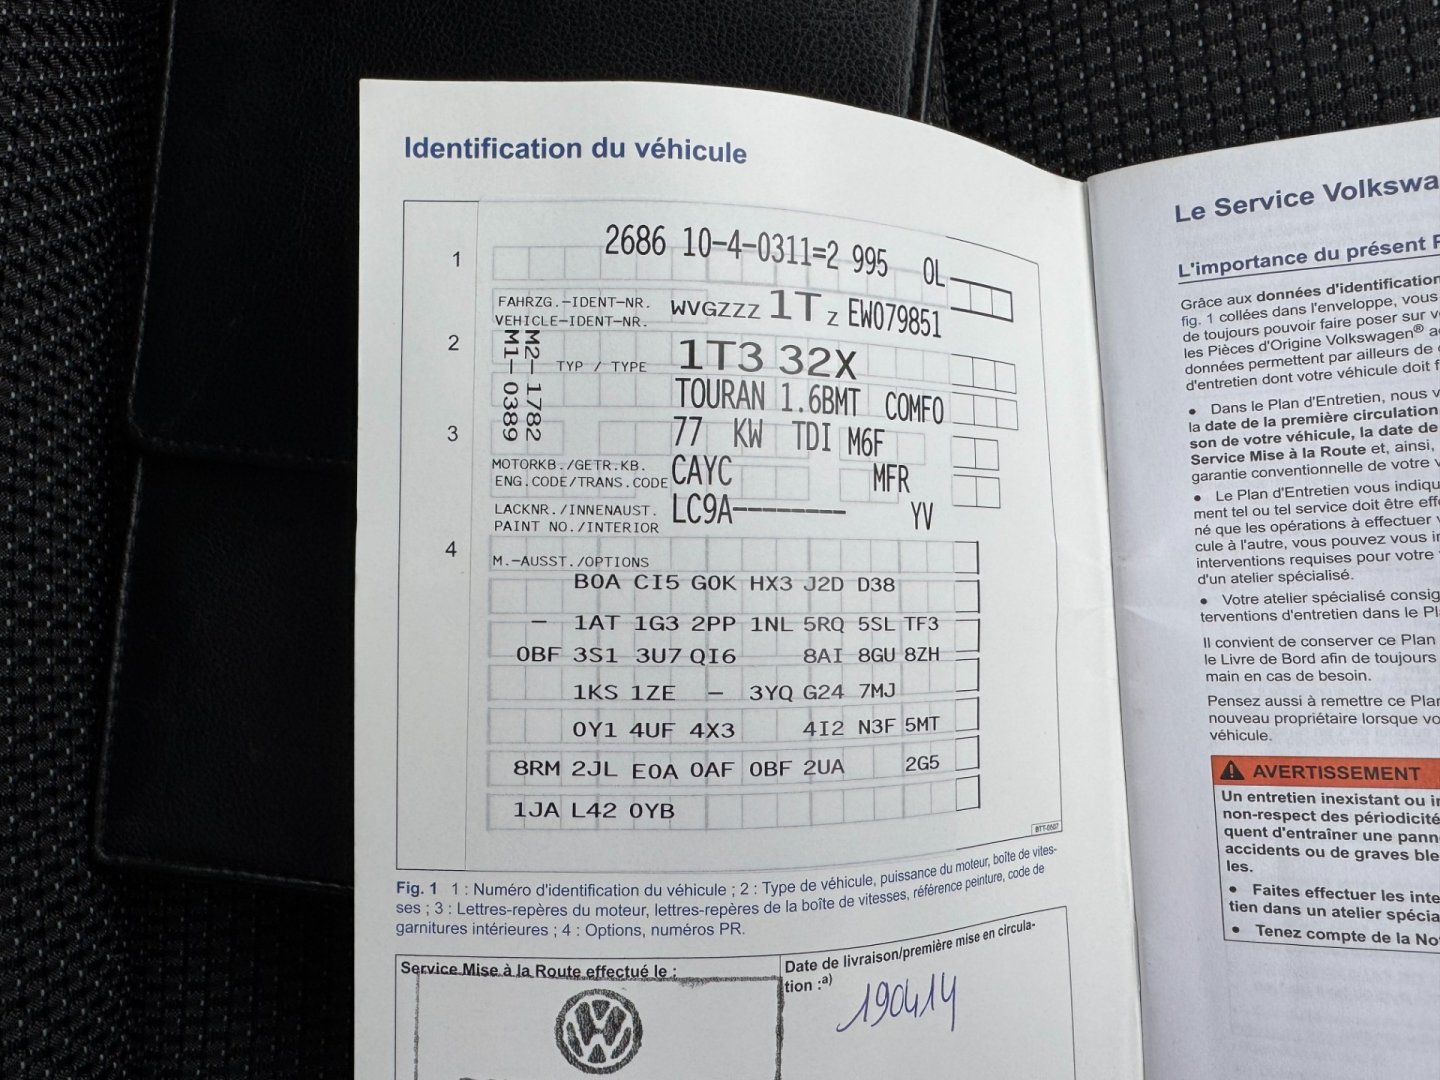 Identification du véhicule
1
2686 10-4-0311=2 995 0L
FAHRZG.-IDENT-NR.
VEHICLE-IDENT-NR.
WVGZZZ 1T Z EW079851
2
M1- 0389
M2- 1782
TYP / TYPE
1T3 32X
TOURAN 1.6BMT COMFO
3
77 KW TDI M6F
MOTORKB./GETR.KB.
ENG.CODE/TRANS.CODE
CAYC MFR
LACKNR./INNENAUST.
PAINT NO./INTERIOR
LC9A-------- YV
4
M.-AUSST./OPTIONS
B0A CI5 G0K HX3 J2D D38
- 1AT 1G3 2PP 1NL 5RQ 5SL TF3
0BF 3S1 3U7 QI6 8AI 8GU 8ZH
1KS 1ZE - 3YQ G24 7MJ
0Y1 4UF 4X3 4I2 N3F 5MT
8RM 2JL E0A 0AF 0BF 2UA 2G5
1JA L42 0YB
BTT-0507
Fig. 1 1 : Numéro d'identification du véhicule ; 2 : Type de véhicule, puissance du moteur, boîte de vites-
ses ; 3 : Lettres-repères du moteur, lettres-repères de la boîte de vitesses, référence peinture, code de
garnitures intérieures ; 4 : Options, numéros PR.
Service Mise à la Route effectué le :
Date de livraison/première mise en circula-
tion :a)
190414
Le Service Volkswa
L'importance du présent P
Grâce aux données d'identification
fig. 1 collées dans l'enveloppe, vous
de toujours pouvoir faire poser sur v
les Pièces d'Origine Volkswagen® a
données permettent par ailleurs de
d'entretien dont votre véhicule doit f
• Dans le Plan d'Entretien, nous v
la date de la première circulation
son de votre véhicule, la date de
Service Mise à la Route et, ainsi,
garantie conventionnelle de votre v
• Le Plan d'Entretien vous indiqu
ment tel ou tel service doit être effe
né que les opérations à effectuer v
cule à l'autre, vous pouvez vous in
interventions requises pour votre
d'un atelier spécialisé.
• Votre atelier spécialisé consig
terventions d'entretien dans le Pl
Il convient de conserver ce Plan
le Livre de Bord afin de toujours
main en cas de besoin.
Pensez aussi à remettre ce Plan
nouveau propriétaire lorsque vo
véhicule.
AVERTISSEMENT
Un entretien inexistant ou i
non-respect des périodicité
quent d'entraîner une pann
accidents ou de graves ble
les.
• Faites effectuer les inte
tien dans un atelier spécia
• Tenez compte de la No